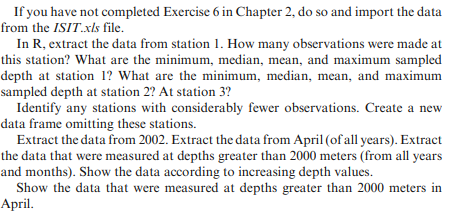 If you have not completed Exercise 6 in Chapter 2, do so and import the data
from the ISIT.xls file.
In R, extract the data from station 1. How many observations were made at
this station? What are the minimum, median, mean, and maximum sampled
depth at station 1? What are the minimum, median, mean, and maximum
sampled depth at station 2? At station 3?
Identify any stations with considerably fewer observations. Create a new
data frame omitting these stations.
Extract the data from 2002. Extract the data from April (of all years). Extract
the data that were measured at depths greater than 2000 meters (from all years
and months). Show the data according to increasing depth values.
Show the data that were measured at depths greater than 2000 meters in
April.